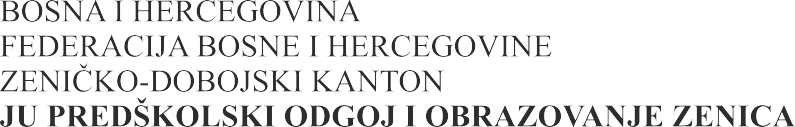 BOSNA I HERCEGOVINA
FEDERACIJA BOSNE I HERCEGOVINE
ZENIČKO-DOBOJSKI KANTON
JU PREDŠKOLSKI ODGOJ I OBRAZOVANJE ZENICA